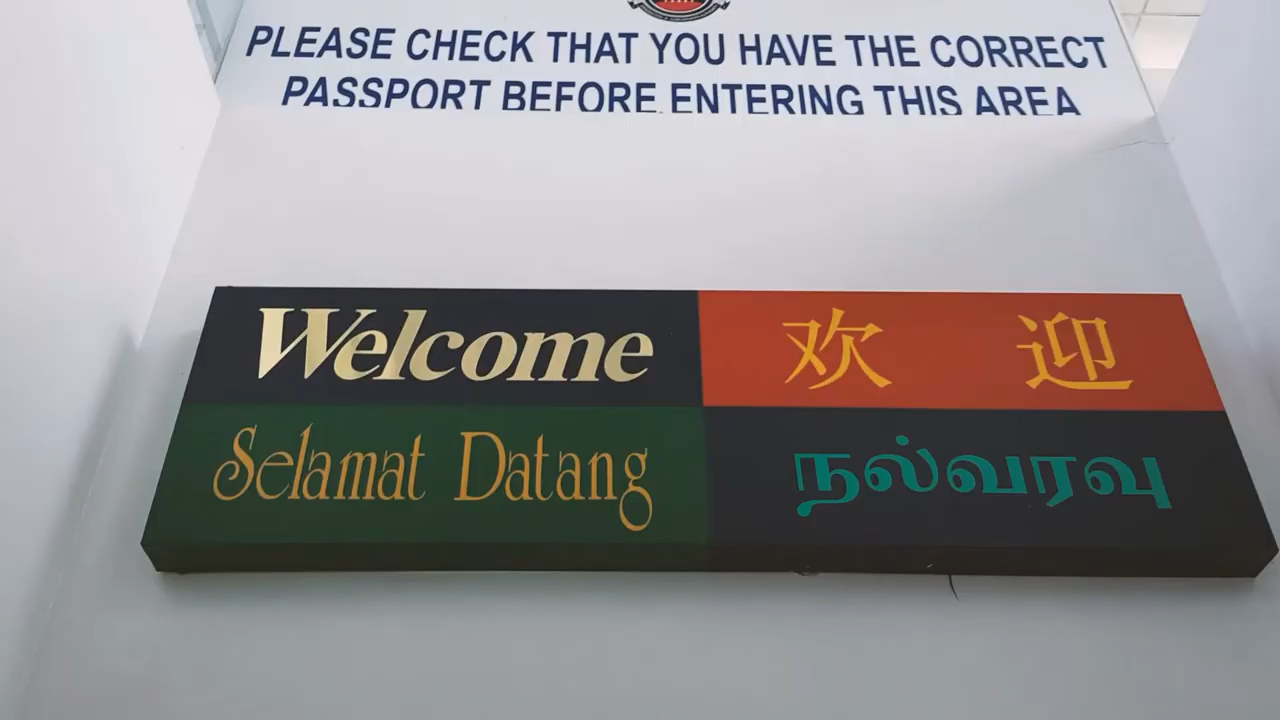 PLEASE CHECK THAT YOU HAVE THE CORRECT
PASSPORT BEFORE ENTERING THIS AREA
Welcome
欢 迎
Selamat Datang
நல்வரவு